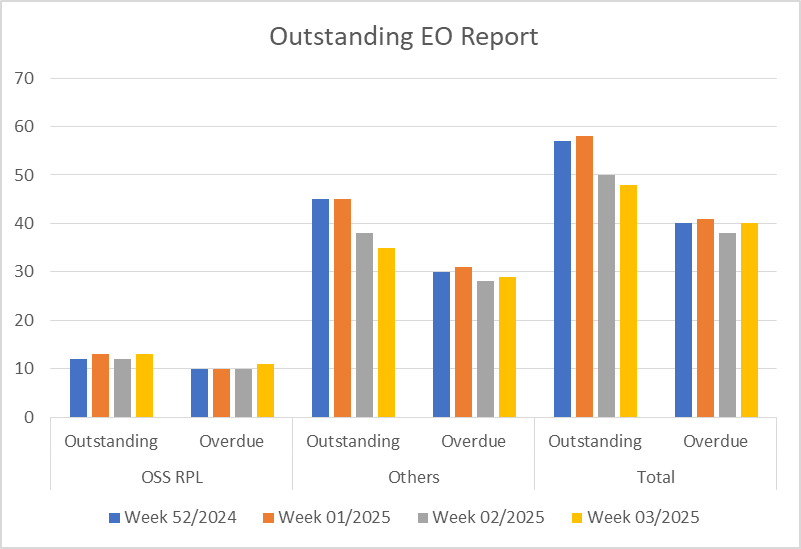 Outstanding EO Report
70
60
50
40
30
20
10
0
Outstanding Overdue Outstanding Overdue Outstanding Overdue
OSS RPL Others Total
Week 52/2024 Week 01/2025 Week 02/2025 Week 03/2025